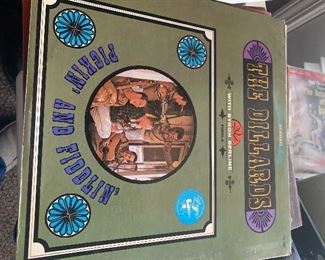 THE DILLARDS
WITH BYRON BERLINE
PICKIN' AND FIDDLIN'